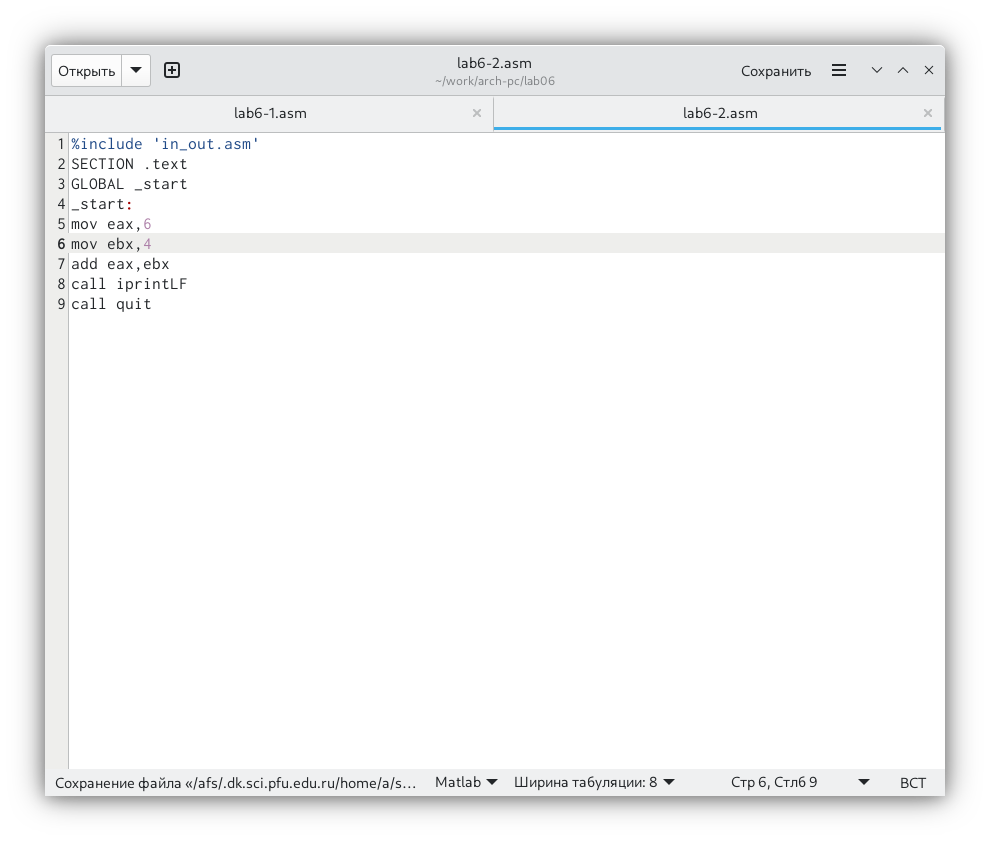 Открыть
lab6-2.asm
~/work/arch-pc/lab06
Сохранить
lab6-1.asm
lab6-2.asm
1 %include 'in_out.asm'
2 SECTION .text
3 GLOBAL _start
4 _start:
5 mov eax,6
6 mov ebx,4
7 add eax,ebx
8 call iprintLF
9 call quit
Сохранение файла «/afs/.dk.sci.pfu.edu.ru/home/a/s… Matlab Ширина табуляции: 8 Стр 6, Стлб 9 ВСТ